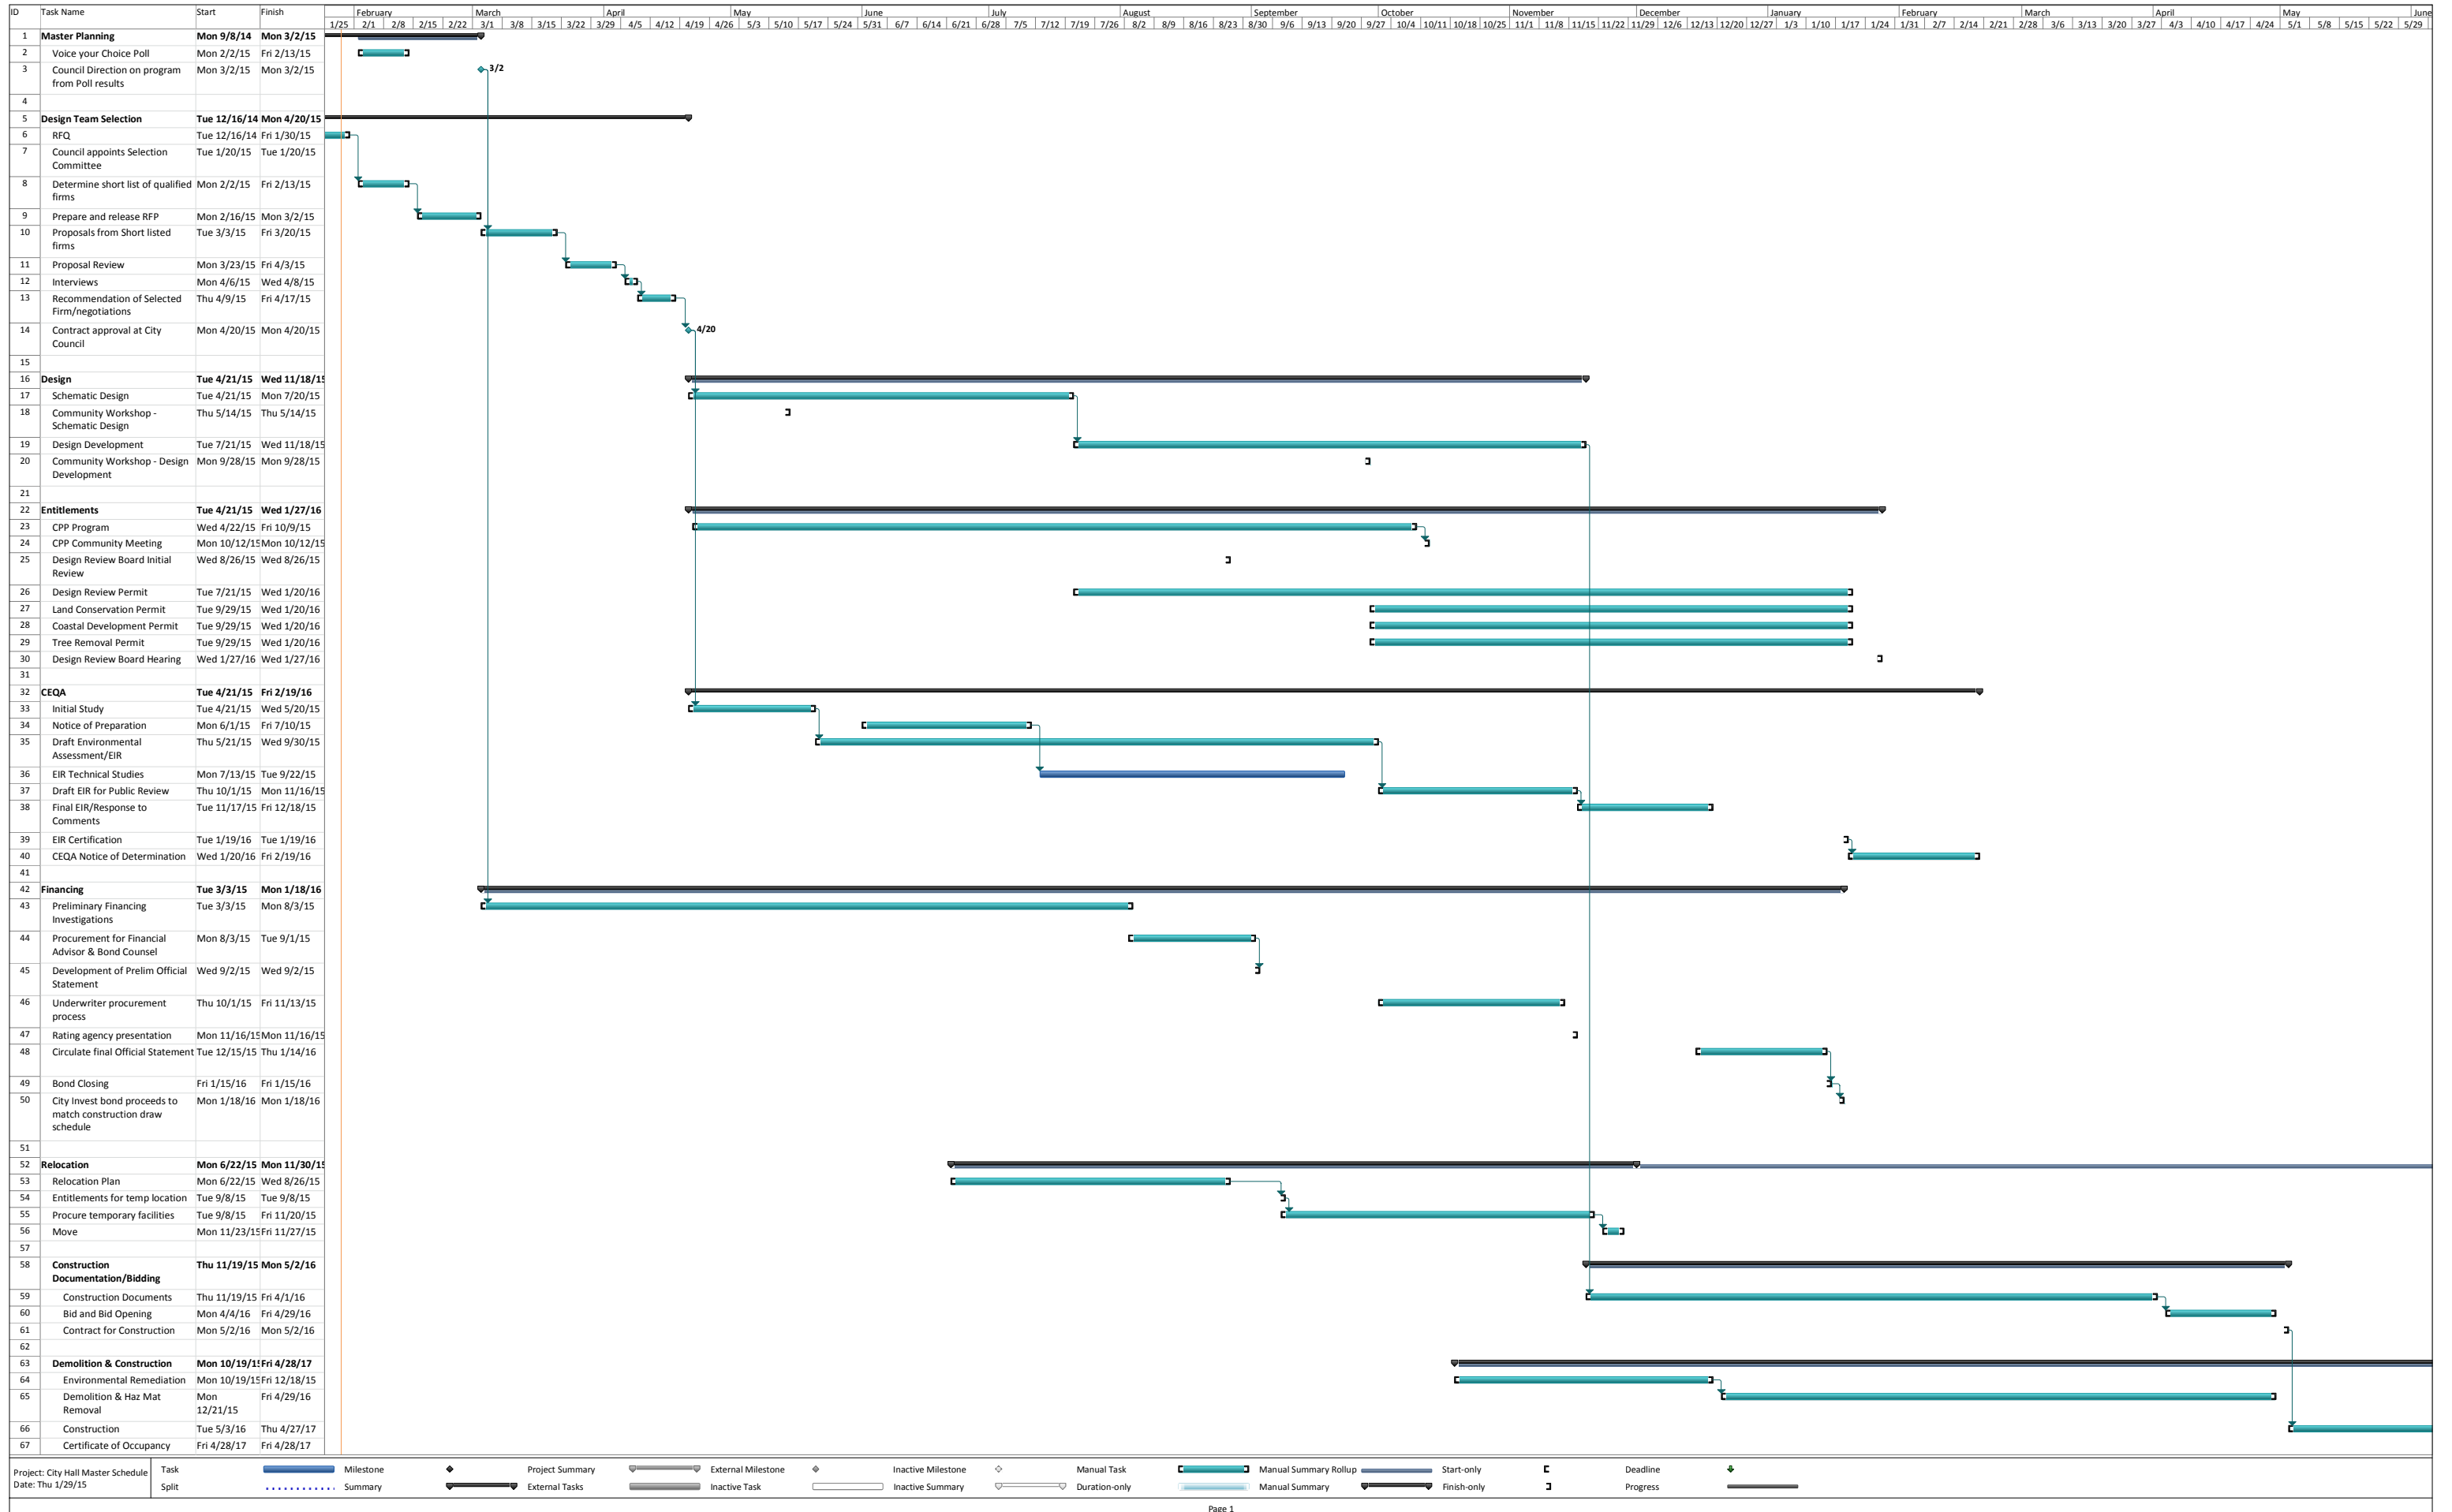 ID Task Name Start Finish February March April May June July August September October November December January February March April May June
1/25 2/1 2/8 2/15 2/22 3/1 3/8 3/15 3/22 3/29 4/5 4/12 4/19 4/26 5/3 5/10 5/17 5/24 5/31 6/7 6/14 6/21 6/28 7/5 7/12 7/19 7/26 8/2 8/9 8/16 8/23 8/30 9/6 9/13 9/20 9/27 10/4 10/11 10/18 10/25 11/1 11/8 11/15 11/22 11/29 12/6 12/13 12/20 12/27 1/3 1/10 1/17 1/24 1/31 2/7 2/14 2/21 2/28 3/6 3/13 3/20 3/27 4/3 4/10 4/17 4/24 5/1 5/8 5/15 5/22 5/29
1 Master Planning Mon 9/8/14 Mon 3/2/15
2 Voice your Choice Poll Mon 2/2/15 Fri 2/13/15
3 Council Direction on program Mon 3/2/15 Mon 3/2/15 3/2
from Poll results
4
5 Design Team Selection Tue 12/16/14 Mon 4/20/15
6 RFQ Tue 12/16/14 Fri 1/30/15
7 Council appoints Selection Tue 1/20/15 Tue 1/20/15
Committee
8 Determine short list of qualified Mon 2/2/15 Fri 2/13/15
firms
9 Prepare and release RFP Mon 2/16/15 Mon 3/2/15
10 Proposals from Short listed Tue 3/3/15 Fri 3/20/15
firms
11 Proposal Review Mon 3/23/15 Fri 4/3/15
12 Interviews Mon 4/6/15 Wed 4/8/15
13 Recommendation of Selected Thu 4/9/15 Fri 4/17/15
Firm/negotiations
14 Contract approval at City Mon 4/20/15 Mon 4/20/15 4/20
Council
15
16 Design Tue 4/21/15 Wed 11/18/15
17 Schematic Design Tue 4/21/15 Mon 7/20/15
18 Community Workshop - Thu 5/14/15 Thu 5/14/15
Schematic Design
19 Design Development Tue 7/21/15 Wed 11/18/15
20 Community Workshop - Design Mon 9/28/15 Mon 9/28/15
Development
21
22 Entitlements Tue 4/21/15 Wed 1/27/16
23 CPP Program Wed 4/22/15 Fri 10/9/15
24 CPP Community Meeting Mon 10/12/15 Mon 10/12/15
25 Design Review Board Initial Wed 8/26/15 Wed 8/26/15
Review
26 Design Review Permit Tue 7/21/15 Wed 1/20/16
27 Land Conservation Permit Tue 9/29/15 Wed 1/20/16
28 Coastal Development Permit Tue 9/29/15 Wed 1/20/16
29 Tree Removal Permit Tue 9/29/15 Wed 1/20/16
30 Design Review Board Hearing Wed 1/27/16 Wed 1/27/16
31
32 CEQA Tue 4/21/15 Fri 2/19/16
33 Initial Study Tue 4/21/15 Wed 5/20/15
34 Notice of Preparation Mon 6/1/15 Fri 7/10/15
35 Draft Environmental Thu 5/21/15 Wed 9/30/15
Assessment/EIR
36 EIR Technical Studies Mon 7/13/15 Tue 9/22/15
37 Draft EIR for Public Review Thu 10/1/15 Mon 11/16/15
38 Final EIR/Response to Tue 11/17/15 Fri 12/18/15
Comments
39 EIR Certification Tue 1/19/16 Tue 1/19/16
40 CEQA Notice of Determination Wed 1/20/16 Fri 2/19/16
41
42 Financing Tue 3/3/15 Mon 1/18/16
43 Preliminary Financing Tue 3/3/15 Mon 8/3/15
Investigations
44 Procurement for Financial Mon 8/3/15 Tue 9/1/15
Advisor & Bond Counsel
45 Development of Prelim Official Wed 9/2/15 Wed 9/2/15
Statement
46 Underwriter procurement Thu 10/1/15 Fri 11/13/15
process
47 Rating agency presentation Mon 11/16/15 Mon 11/16/15
48 Circulate final Official Statement Tue 12/15/15 Thu 1/14/16
49 Bond Closing Fri 1/15/16 Fri 1/15/16
50 City Invest bond proceeds to Mon 1/18/16 Mon 1/18/16
match construction draw
schedule
51
52 Relocation Mon 6/22/15 Mon 11/30/15
53 Relocation Plan Mon 6/22/15 Wed 8/26/15
54 Entitlements for temp location Tue 9/8/15 Tue 9/8/15
55 Procure temporary facilities Tue 9/8/15 Fri 11/20/15
56 Move Mon 11/23/15 Fri 11/27/15
57
58 Construction Thu 11/19/15 Mon 5/2/16
Documentation/Bidding
59 Construction Documents Thu 11/19/15 Fri 4/1/16
60 Bid and Bid Opening Mon 4/4/16 Fri 4/29/16
61 Contract for Construction Mon 5/2/16 Mon 5/2/16
62
63 Demolition & Construction Mon 10/19/15 Fri 4/28/17
64 Environmental Remediation Mon 10/19/15 Fri 12/18/15
65 Demolition & Haz Mat Mon Fri 4/29/16
Removal 12/21/15
66 Construction Tue 5/3/16 Thu 4/27/17
67 Certificate of Occupancy Fri 4/28/17 Fri 4/28/17
Project: City Hall Master Schedule
Date: Thu 1/29/15
Task Milestone Project Summary External Milestone Inactive Milestone Manual Task Manual Summary Rollup Start-only Deadline
Split Summary External Tasks Inactive Task Inactive Summary Duration-only Manual Summary Finish-only Progress
Page 1